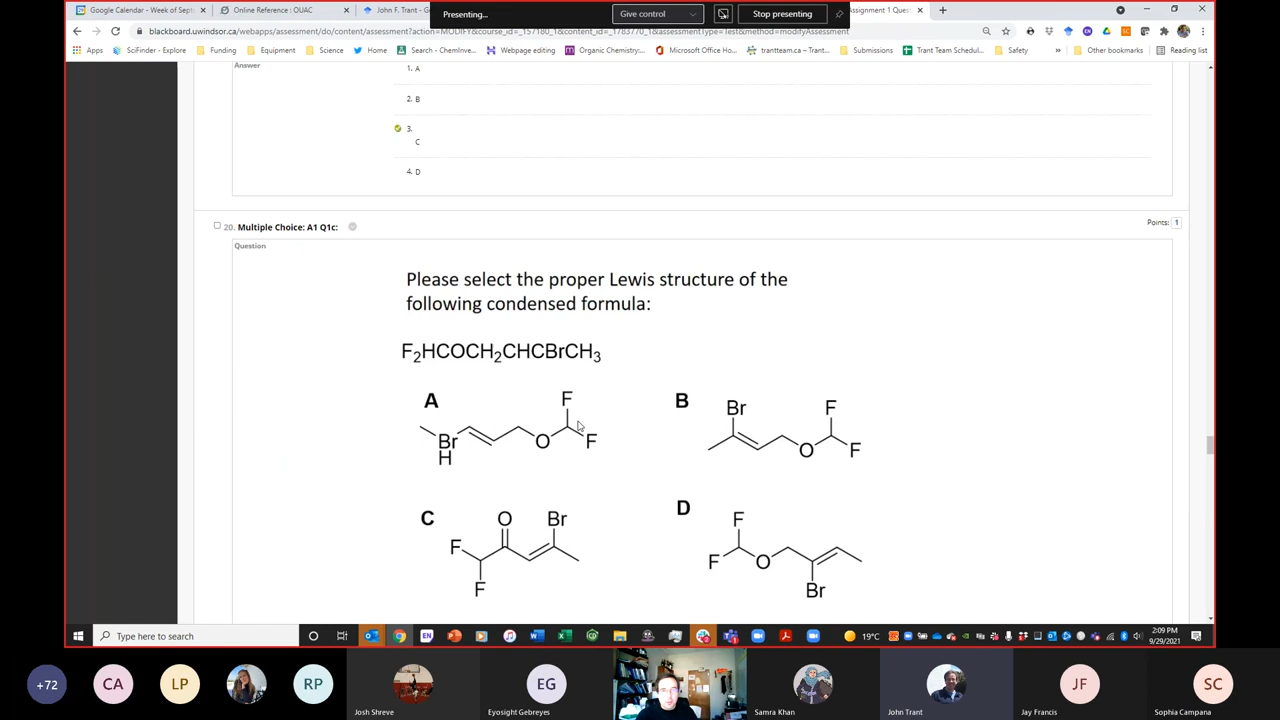 Google Calendar - Week of Septe
Online Reference : OUAC
John F. Trant - G
Presenting...
Give control
Stop presenting
Assignment 1 Ques
blackboard.uwindsor.ca/webapps/assessment/do/content/assessment?action=MODIFY&course_id=_157180_1&content_id=_1783770_1&assessmentType=Test&method=modifyAssessment
Apps
SciFinder - Explore
Funding
Equipment
Science
Home
Search - ChemInve...
Webpage editing
Organic Chemistry:...
Microsoft Office Ho...
trantteam.ca – Trant...
Submissions
Trant Team Schedul...
Safety
»
Other bookmarks
Reading list
Answer
1. A
2. B
3.
C
4. D
20. Multiple Choice: A1 Q1c:
Points: 1
Question
Please select the proper Lewis structure of the
following condensed formula:
F₂HCOCH₂CHCBrCH₃
A
F
Br
H
O
F
B
Br
F
O
F
C
O
Br
F
F
D
F
F
O
Br
Type here to search
19°C
2:09 PM
9/29/2021
+72
CA
LP
RP
Josh Shreve
EG
Eyosight Gebreyes
Samra Khan
John Trant
JF
Jay Francis
SC
Sophia Campana